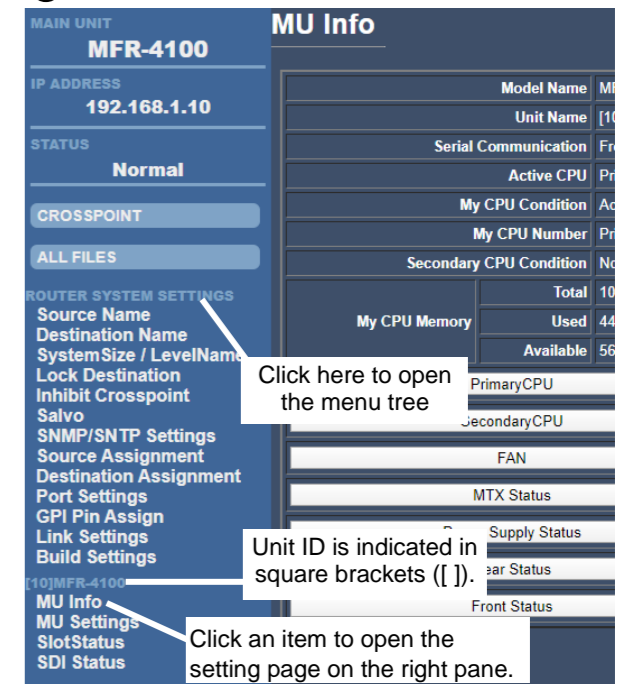 MAIN UNIT
MFR-4100
IP ADDRESS
192.168.1.10
STATUS
Normal
CROSSPOINT
ALL FILES
ROUTER SYSTEM SETTINGS
Source Name
Destination Name
SystemSize / LevelName
Lock Destination
Inhibit Crosspoint
Salvo
SNMP/SNTP Settings
Source Assignment
Destination Assignment
Port Settings
GPI Pin Assign
Link Settings
Build Settings
[10]MFR-4100
MU Info
MU Settings
SlotStatus
SDI Status
MU Info
Model Name
Unit Name [10
Serial Communication
Active CPU
My CPU Condition
My CPU Number
Secondary CPU Condition
My CPU Memory
Total 10
Used 44
Available 56
PrimaryCPU
SecondaryCPU
FAN
MTX Status
Supply Status
Status
Front Status
Click here to open
the menu tree
Unit ID is indicated in
square brackets ([ ]).
Click an item to open the
setting page on the right pane.